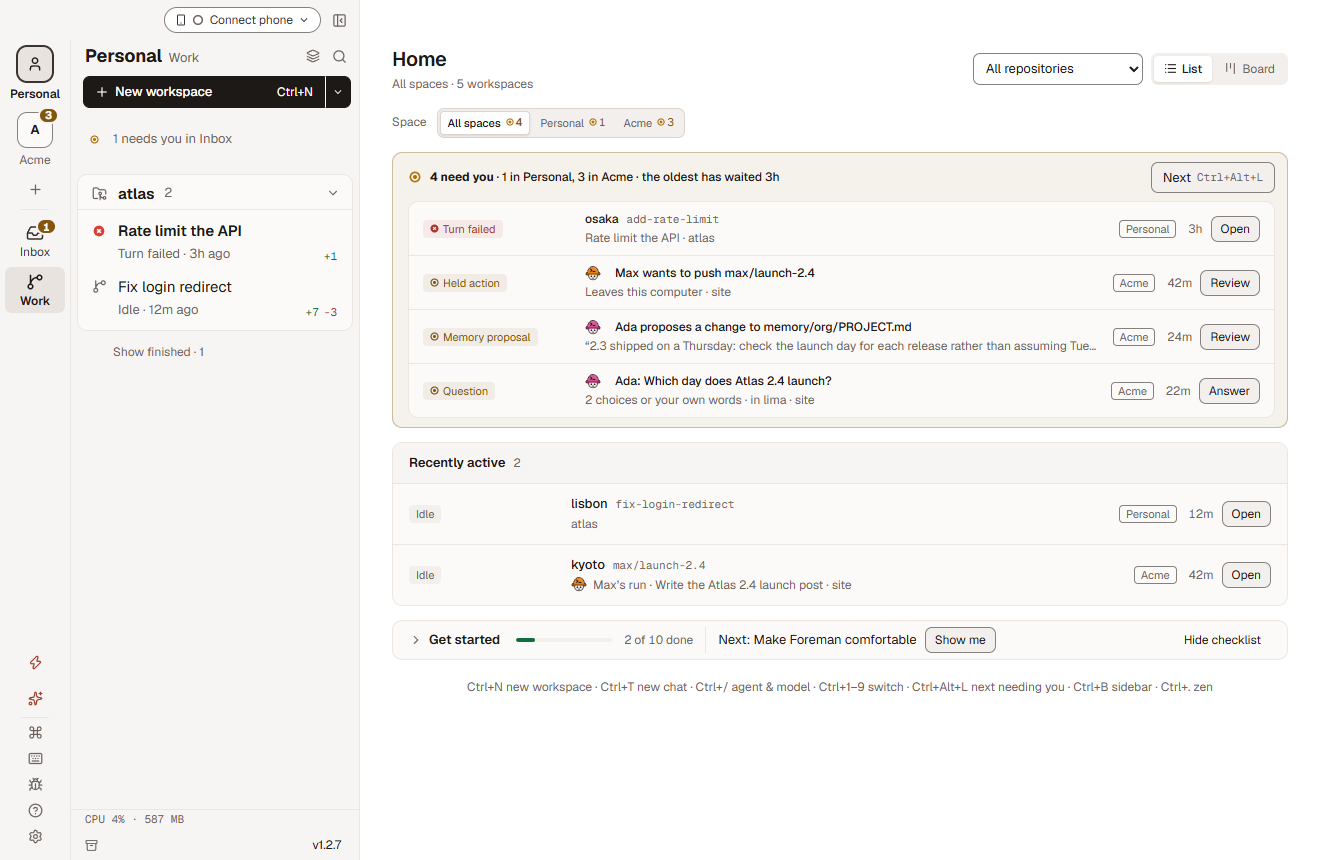 Connect phone
Personal
A
3
Acme
1
Inbox
Work
Personal Work
New workspace Ctrl+N
1 needs you in Inbox
atlas 2
Rate limit the API
Turn failed · 3h ago +1
Fix login redirect
Idle · 12m ago +7 -3
Show finished · 1
CPU 4% · 587 MB
v1.2.7
Home
All spaces · 5 workspaces
All repositories
List
Board
Space
All spaces 4
Personal 1
Acme 3
4 need you · 1 in Personal, 3 in Acme · the oldest has waited 3h
Next Ctrl+Alt+L
Turn failed
osaka add-rate-limit
Rate limit the API · atlas
Personal 3h Open
Held action
Max wants to push max/launch-2.4
Leaves this computer · site
Acme 42m Review
Memory proposal
Ada proposes a change to memory/org/PROJECT.md
“2.3 shipped on a Thursday: check the launch day for each release rather than assuming Tue…
Acme 24m Review
Question
Ada: Which day does Atlas 2.4 launch?
2 choices or your own words · in lima · site
Acme 22m Answer
Recently active 2
Idle
lisbon fix-login-redirect
atlas
Personal 12m Open
Idle
kyoto max/launch-2.4
Max’s run · Write the Atlas 2.4 launch post · site
Acme 42m Open
Get started 2 of 10 done Next: Make Foreman comfortable Show me Hide checklist
Ctrl+N new workspace · Ctrl+T new chat · Ctrl+/ agent & model · Ctrl+1–9 switch · Ctrl+Alt+L next needing you · Ctrl+B sidebar · Ctrl+. zen